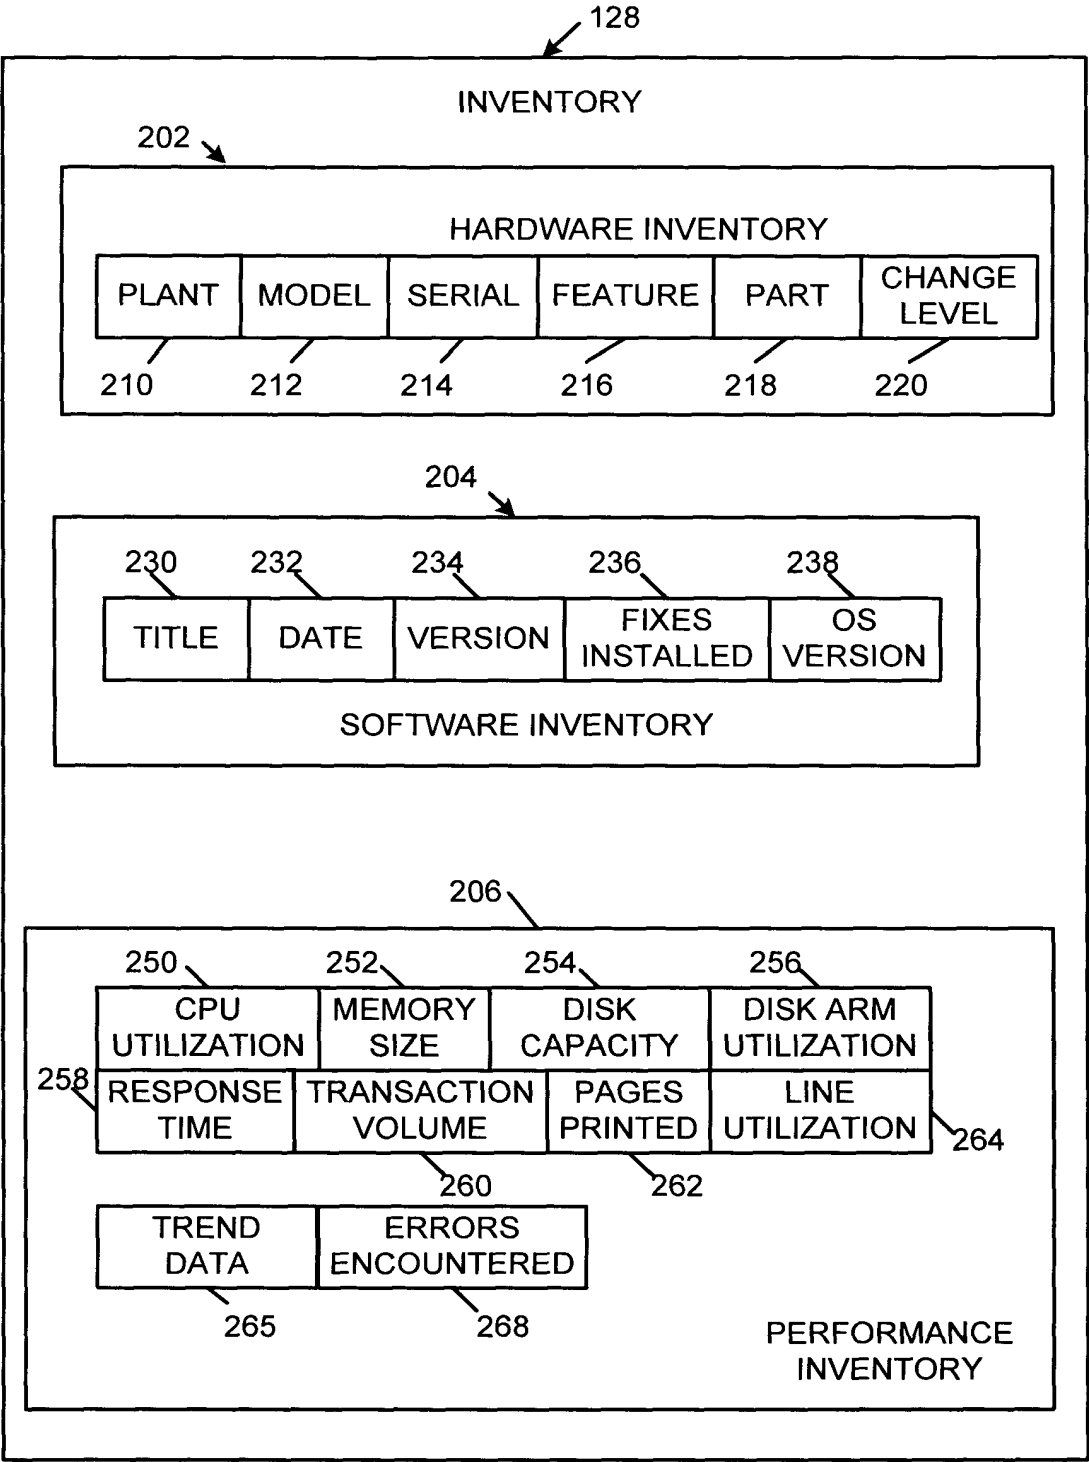 128
INVENTORY
202
HARDWARE INVENTORY
PLANT MODEL SERIAL FEATURE PART CHANGE LEVEL
210 212 214 216 218 220
204
230 232 234 236 238
TITLE DATE VERSION FIXES INSTALLED OS VERSION
SOFTWARE INVENTORY
206
250 252 254 256
CPU UTILIZATION MEMORY SIZE DISK CAPACITY DISK ARM UTILIZATION
258 RESPONSE TIME TRANSACTION VOLUME PAGES PRINTED LINE UTILIZATION 264
260 262
TREND DATA ERRORS ENCOUNTERED
265 268
PERFORMANCE
INVENTORY